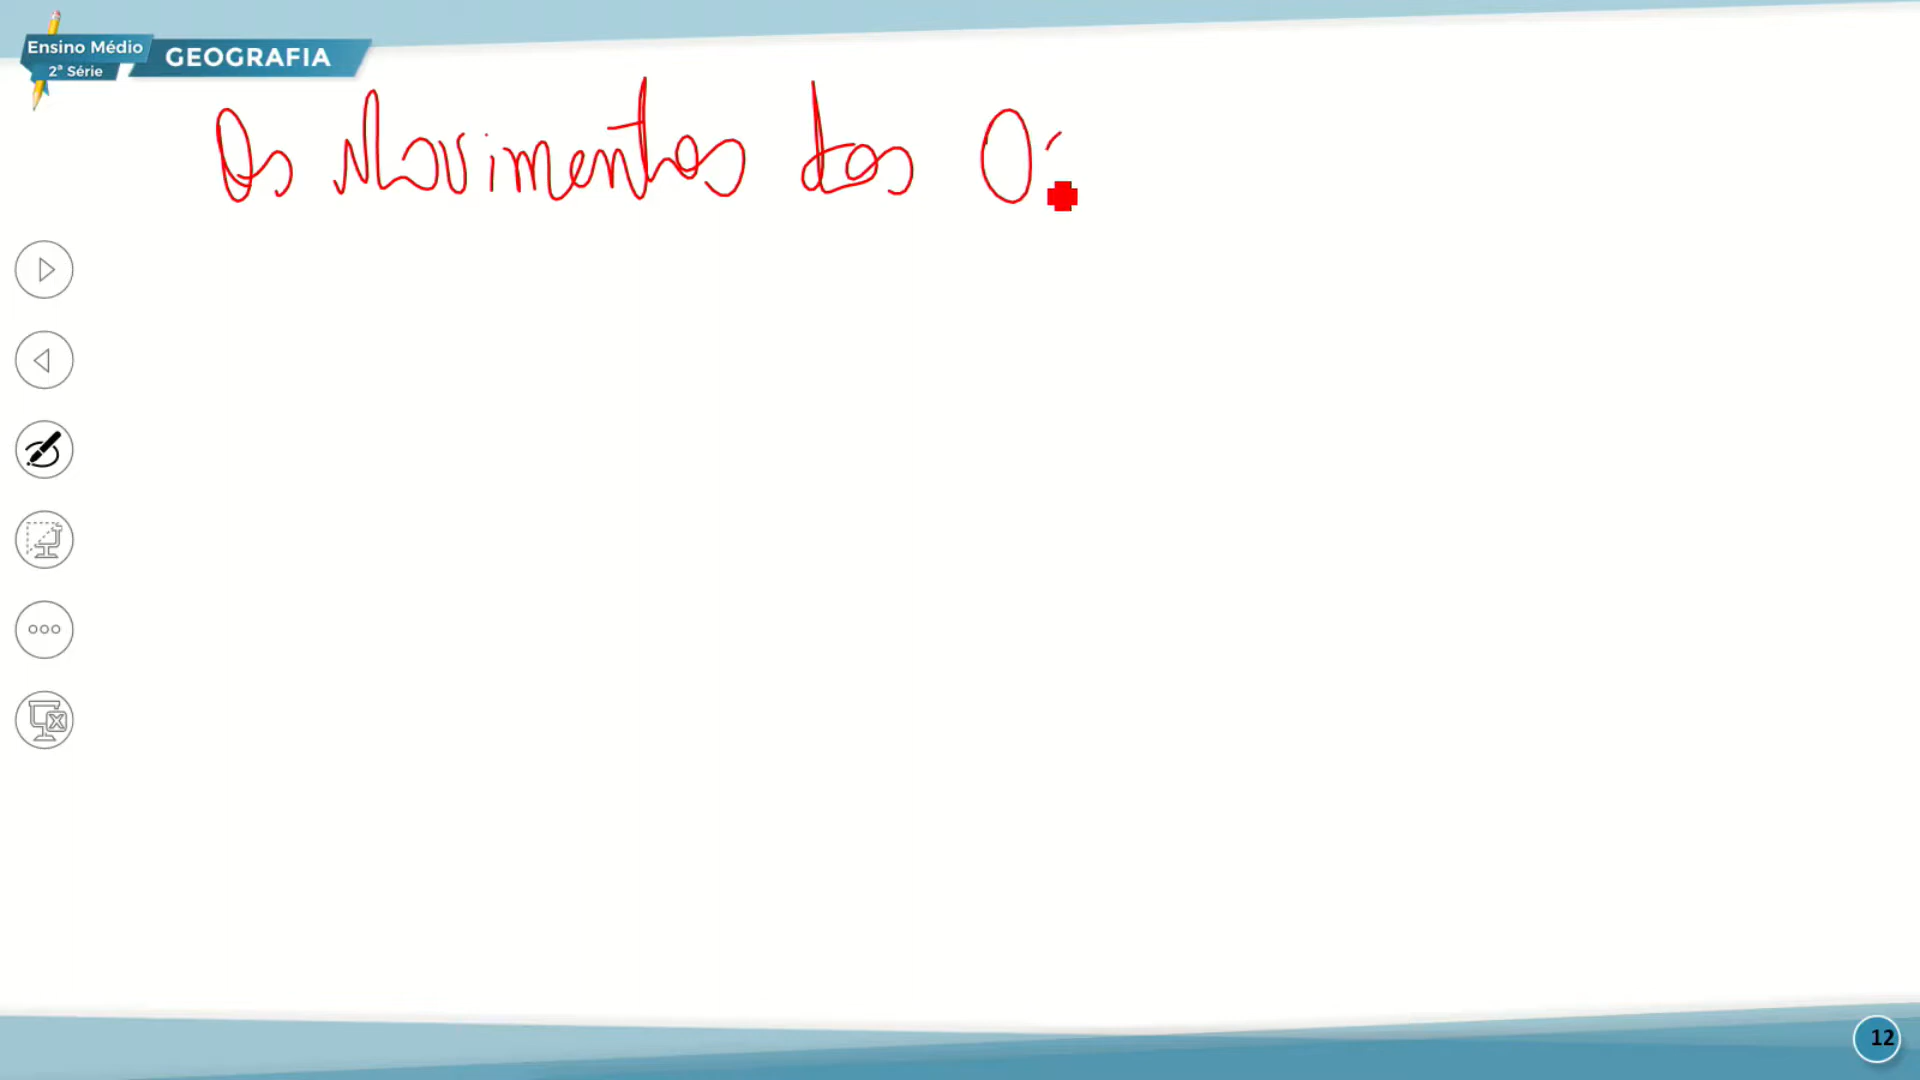 Ensino Médio
2ª Série
GEOGRAFIA
Os Movimentos dos O
12